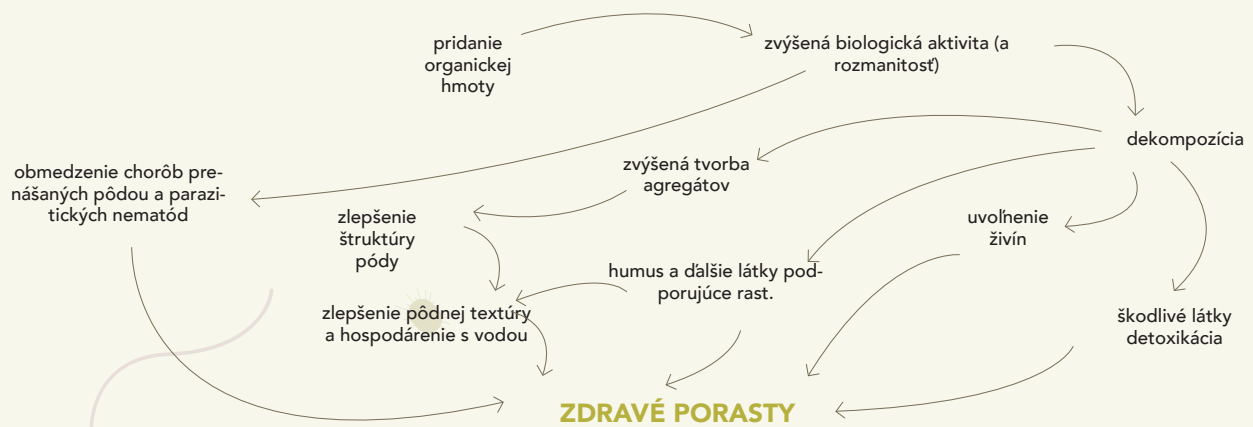 pridanie
organickej
hmoty
zvýšená biologická aktivita (a
rozmanitosť)
dekompozícia
obmedzenie chorôb pre-
nášaných pôdou a parazi-
tických nematód
zvýšená tvorba
agregátov
zlepšenie
štruktúry
pódy
uvoľnenie
živín
humus a ďalšie látky pod-
porujúce rast.
zlepšenie pôdnej textúry
a hospodárenie s vodou
škodlivé látky
detoxikácia
ZDRAVÉ PORASTY